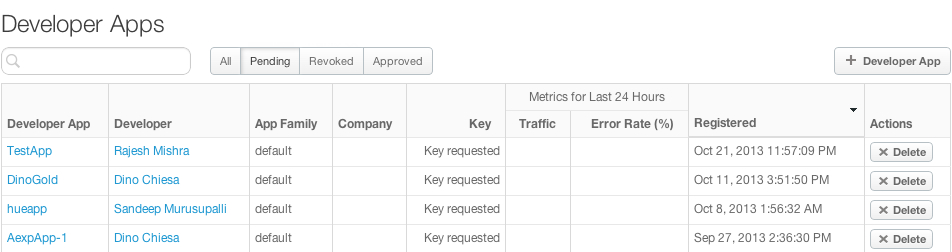 Developer Apps
All Pending Revoked Approved + Developer App
Metrics for Last 24 Hours
Developer App Developer App Family Company Key Traffic Error Rate (%) Registered Actions
TestApp Rajesh Mishra default Key requested Oct 21, 2013 11:57:09 PM × Delete
DinoGold Dino Chiesa default Key requested Oct 11, 2013 3:51:50 PM × Delete
hueapp Sandeep Murusupalli default Key requested Oct 8, 2013 1:56:32 AM × Delete
AexpApp-1 Dino Chiesa default Key requested Sep 27, 2013 2:36:30 PM × Delete